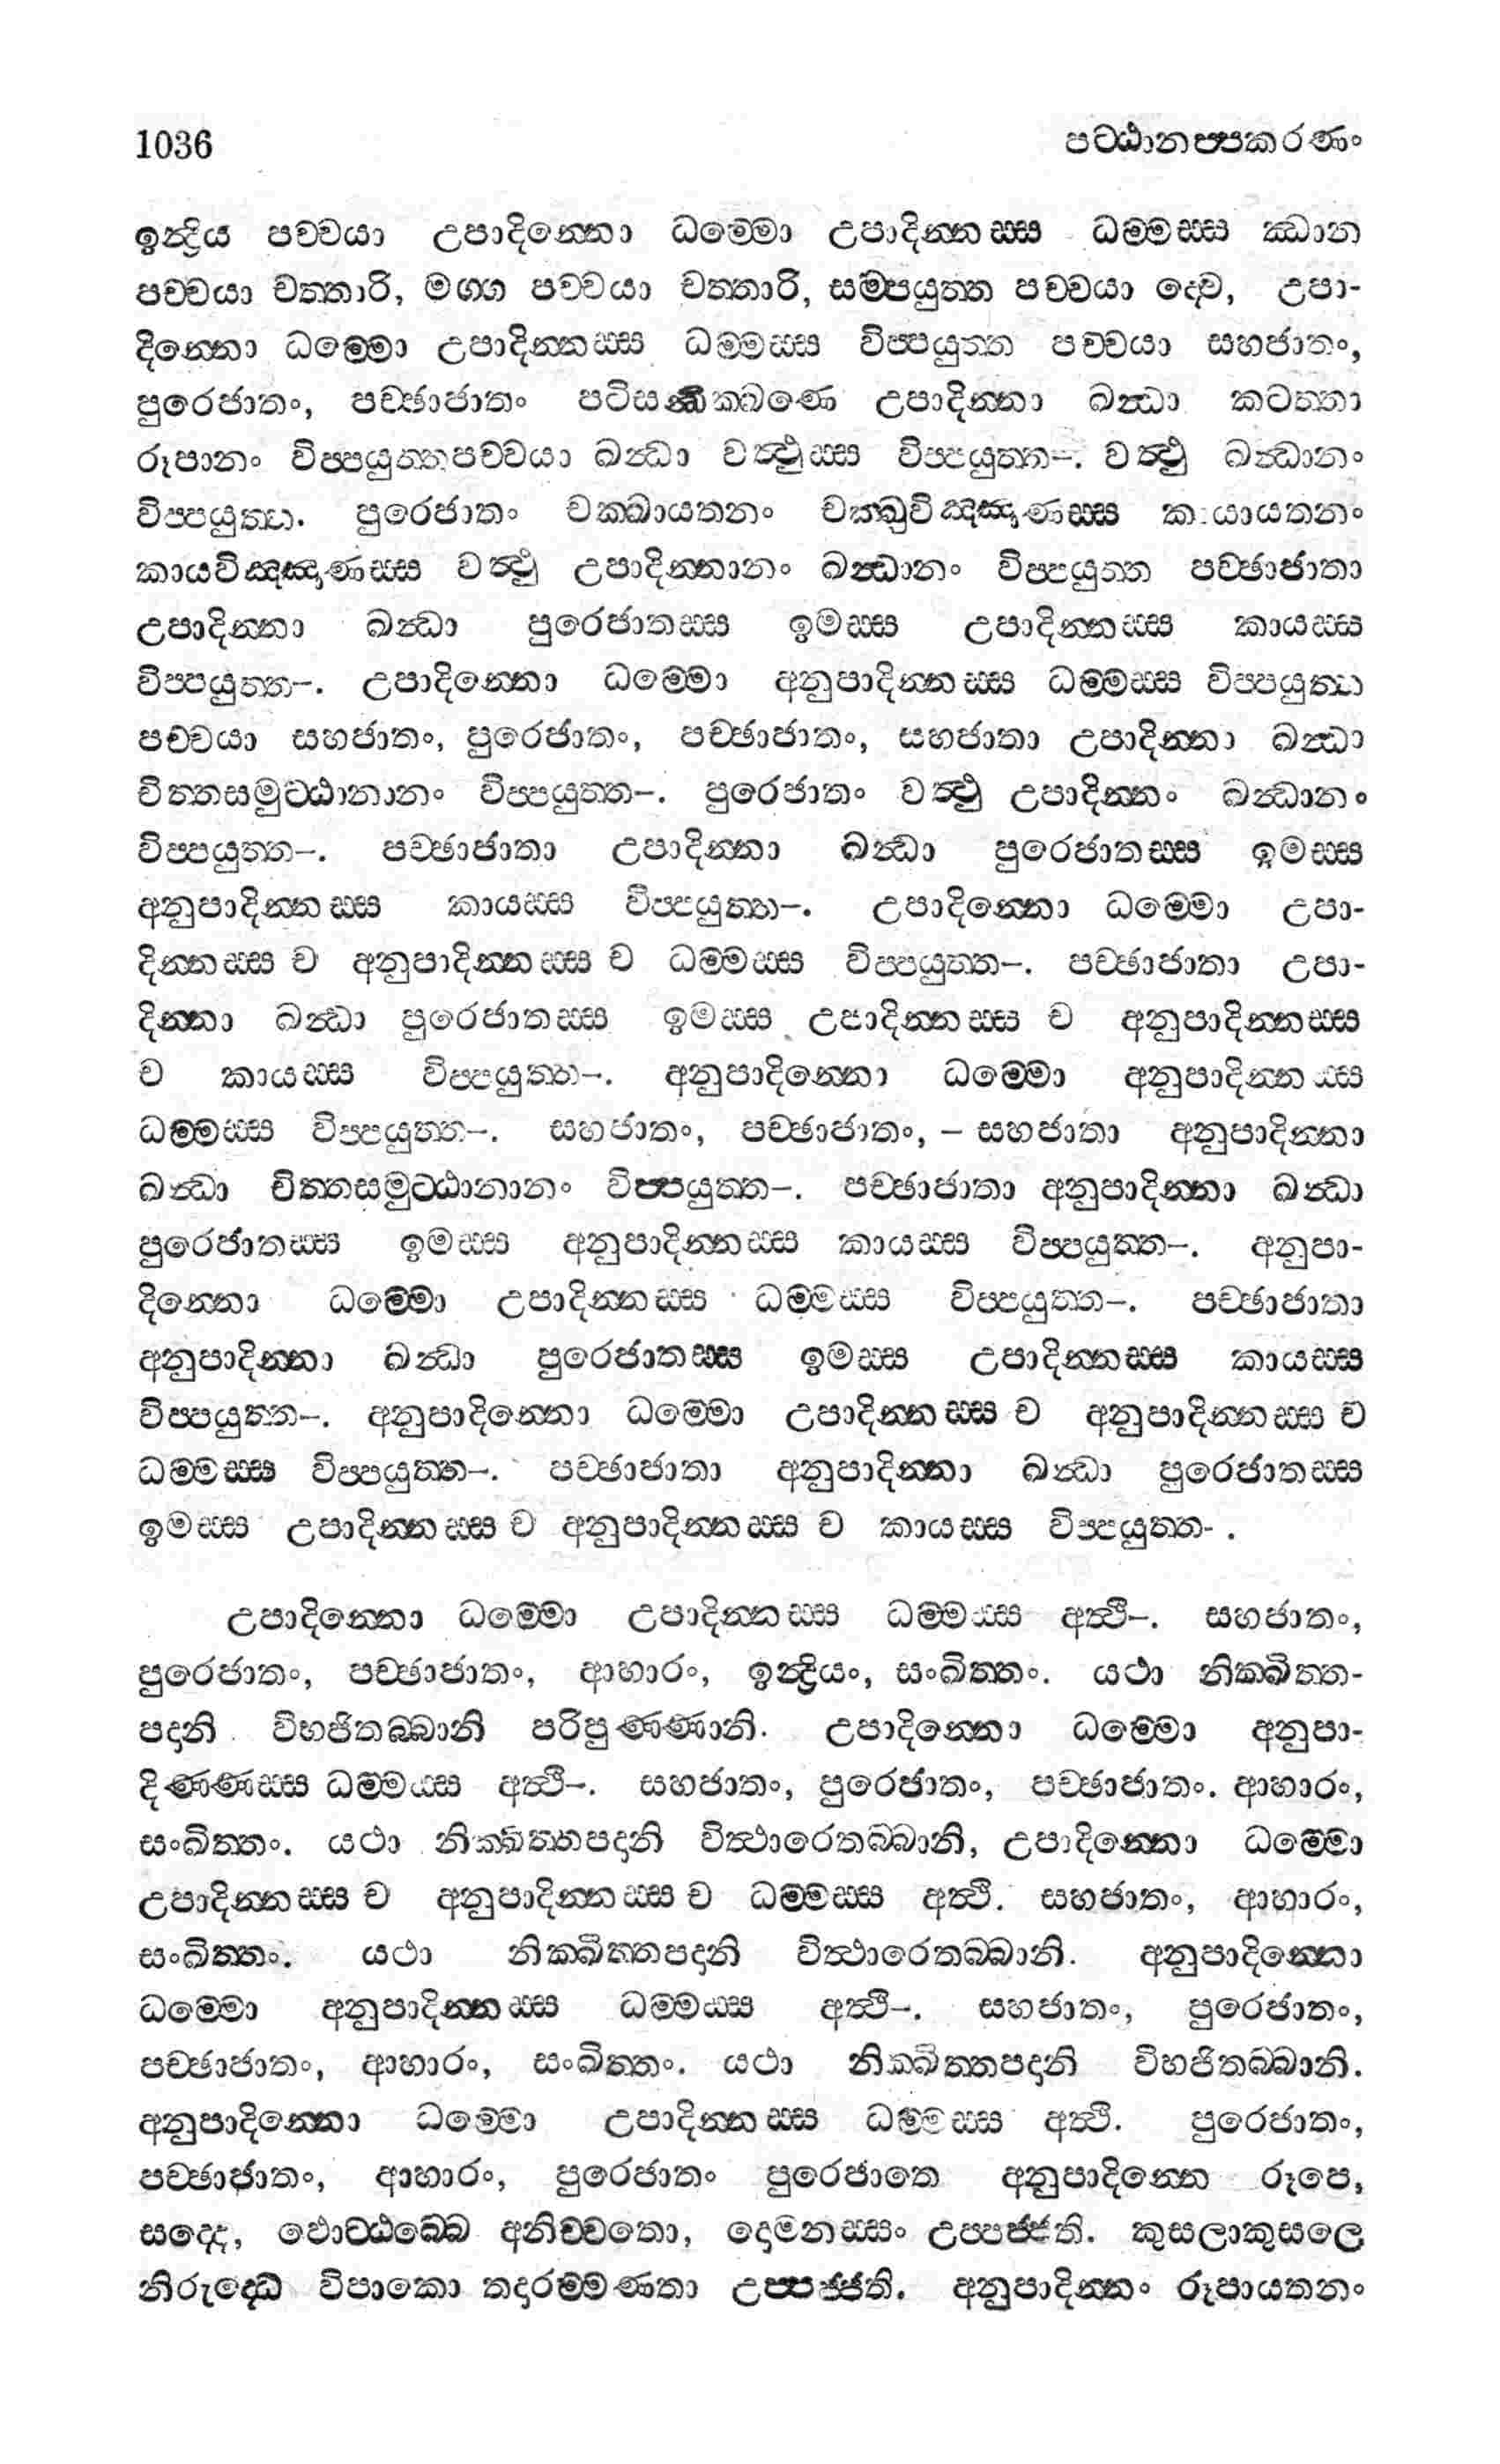 1036 පට්ඨානප්පකරණං
ඉන්ද්‍රිය පච්චයා උපාදින්නො ධම්මො උපාදින්නස්ස ධම්මස්ස ඣාන
පච්චයා චත්තාරි, මග්ග පච්චයා චත්තාරි, සම්පයුත්ත පච්චයා ද්වෙ, උපා-
දින්නො ධම්මො උපාදින්නස්ස ධම්මස්ස විප්පයුත්ත පච්චයා සහජාතං,
පුරෙජාතං, පච්ඡාජාතං පටිසන්ධික්ඛණෙ උපාදින්නා ඛන්ධා කටත්තා
රූපානං විප්පයුත්තපච්චයා ඛන්ධා වත්ථුස්ස විප්පයුත්ත–. වත්ථු ඛන්ධානං
විප්පයුත්ත. පුරෙජාතං චක්ඛායතනං චක්ඛුවිඤ්ඤාණස්ස කායායතනං
කායවිඤ්ඤාණස්ස වත්ථු උපාදින්නානං ඛන්ධානං විප්පයුත්ත පච්ඡාජාතා
උපාදින්නා ඛන්ධා පුරෙජාතස්ස ඉමස්ස උපාදින්නස්ස කායස්ස
විප්පයුත්ත–. උපාදින්නො ධම්මො අනුපාදින්නස්ස ධම්මස්ස විප්පයුත්ත
පච්චයා සහජාතං, පුරෙජාතං, පච්ඡාජාතං, සහජාතා උපාදින්නා ඛන්ධා
චිත්තසමුට්ඨානානං විප්පයුත්ත–. පුරෙජාතං වත්ථු උපාදින්නං ඛන්ධානං
විප්පයුත්ත–. පච්ඡාජාතා උපාදින්නා ඛන්ධා පුරෙජාතස්ස ඉමස්ස
අනුපාදින්නස්ස කායස්ස විප්පයුත්ත–. උපාදින්නො ධම්මො උපා-
දින්නස්ස ච අනුපාදින්නස්ස ච ධම්මස්ස විප්පයුත්ත–. පච්ඡාජාතා උපා-
දින්නා ඛන්ධා පුරෙජාතස්ස ඉමස්ස උපාදින්නස්ස ච අනුපාදින්නස්ස
ච කායස්ස විප්පයුත්ත–. අනුපාදින්නො ධම්මො අනුපාදින්නස්ස
ධම්මස්ස විප්පයුත්ත–. සහජාතං, පච්ඡාජාතං, – සහජාතා අනුපාදින්නා
ඛන්ධා චිත්තසමුට්ඨානානං විප්පයුත්ත–. පච්ඡාජාතා අනුපාදින්නා ඛන්ධා
පුරෙජාතස්ස ඉමස්ස අනුපාදින්නස්ස කායස්ස විප්පයුත්ත–. අනුපා-
දින්නො ධම්මො උපාදින්නස්ස ධම්මස්ස විප්පයුත්ත–. පච්ඡාජාතා
අනුපාදින්නා ඛන්ධා පුරෙජාතස්ස ඉමස්ස උපාදින්නස්ස කායස්ස
විප්පයුත්ත–. අනුපාදින්නො ධම්මො උපාදින්නස්ස ච අනුපාදින්නස්ස ච
ධම්මස්ස විප්පයුත්ත–. පච්ඡාජාතා අනුපාදින්නා ඛන්ධා පුරෙජාතස්ස
ඉමස්ස උපාදින්නස්ස ච අනුපාදින්නස්ස ච කායස්ස විප්පයුත්ත-.
උපාදින්නො ධම්මො උපාදින්නස්ස ධම්මස්ස අත්ථි–. සහජාතං,
පුරෙජාතං, පච්ඡාජාතං, ආහාරං, ඉන්ද්‍රියං, සංඛිත්තං. යථා නික්ඛිත්ත-
පදානි විභජිතබ්බානි පරිපුණ්ණානි. උපාදින්නො ධම්මො අනුපා-
දිණ්ණස්ස ධම්මස්ස අත්ථි–. සහජාතං, පුරෙජාතං, පච්ඡාජාතං. ආහාරං,
සංඛිත්තං. යථා නික්ඛිත්තපදානි විත්ථාරෙතබ්බානි, උපාදින්නො ධම්මො
උපාදින්නස්ස ච අනුපාදින්නස්ස ච ධම්මස්ස අත්ථි. සහජාතං, ආහාරං,
සංඛිත්තං. යථා නික්ඛිත්තපදානි විත්ථාරෙතබ්බානි. අනුපාදින්නො
ධම්මො අනුපාදින්නස්ස ධම්මස්ස අත්ථි–. සහජාතං, පුරෙජාතං,
පච්ඡාජාතං, ආහාරං, සංඛිත්තං. යථා නික්ඛිත්තපදානි විභජිතබ්බානි.
අනුපාදින්නො ධම්මො උපාදින්නස්ස ධම්මස්ස අත්ථි. පුරෙජාතං,
පච්ඡාජාතං, ආහාරං, පුරෙජාතං පුරෙජාතෙ අනුපාදින්නෙ රූපෙ,
සද්දෙ, ඵොට්ඨබ්බෙ අනිච්චතො, දොමනස්සං උප්පජ්ජති. කුසලාකුසලෙ
නිරුද්ධෙ විපාකො තදාරම්මණතා උප්පජ්ජති. අනුපාදින්නං රූපායතනං